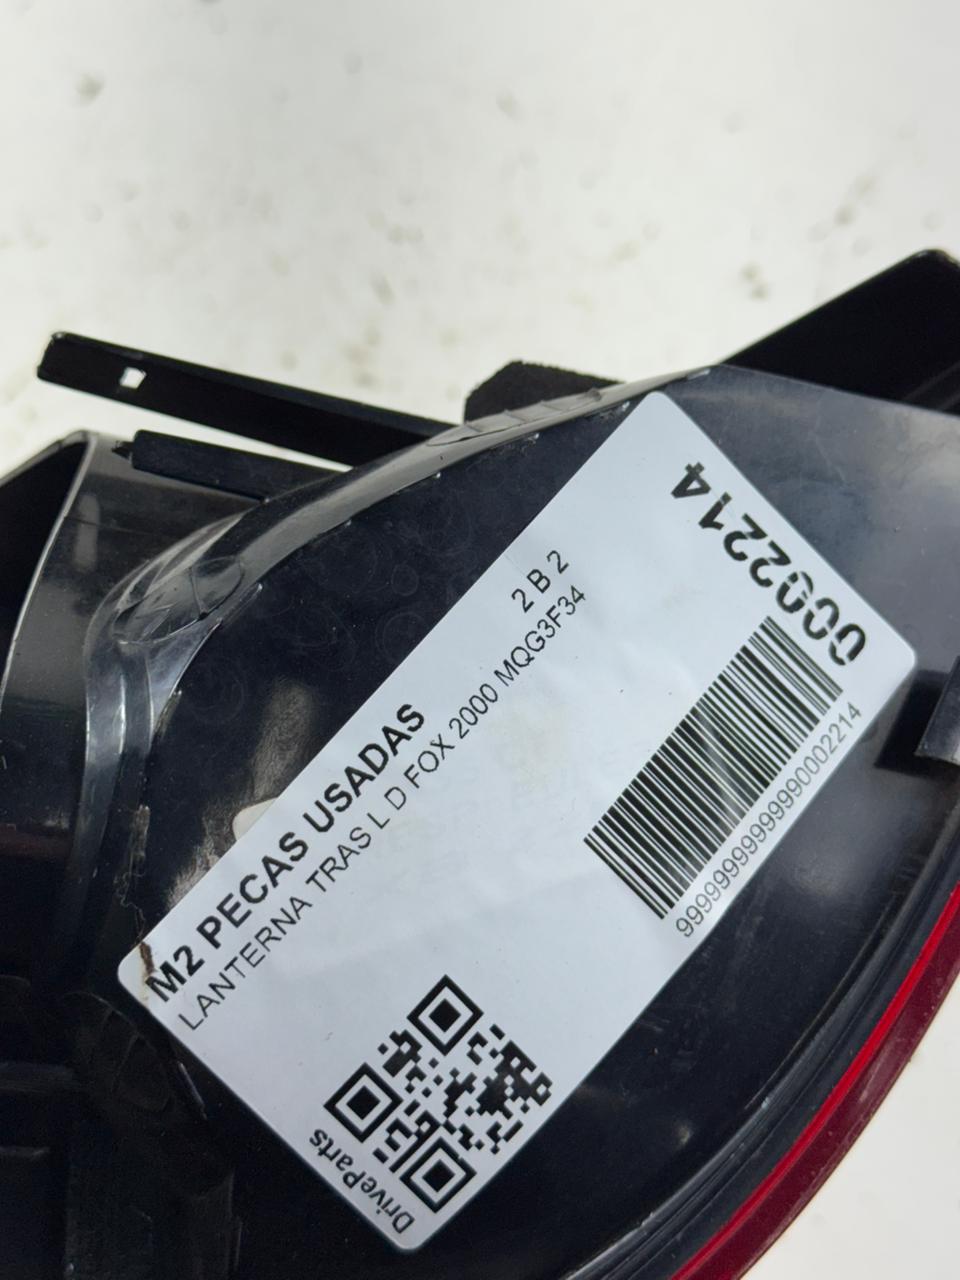 M2 PECAS USADAS
2 B 2
LANTERNA TRAS L D FOX 2000 MQG3F34
DriveParts
0002214
9999999999990002214